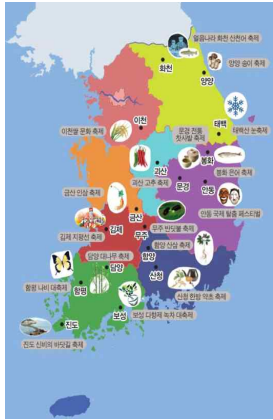 얼음나라 화천 산천어 축제
화천
양양 송이 축제
양양
이천
태백
이천쌀 문화 축제
문경 전통
찻사발 축제
태백산 눈축제
괴산
봉화
괴산 고추 축제
문경
안동
봉화 은어 축제
금산 인삼 축제
금산
안동 국제 탈춤 페스티벌
김제
무주
무주 반딧불 축제
김제 지평선 축제
함양
함양 산삼 축제
담양 대나무 축제
담양
산청
함평
산청 한방 약초 축제
함평 나비 대축제
보성
진도
보성 다향제 녹차 대축제
진도 신비의 바닷길 축제